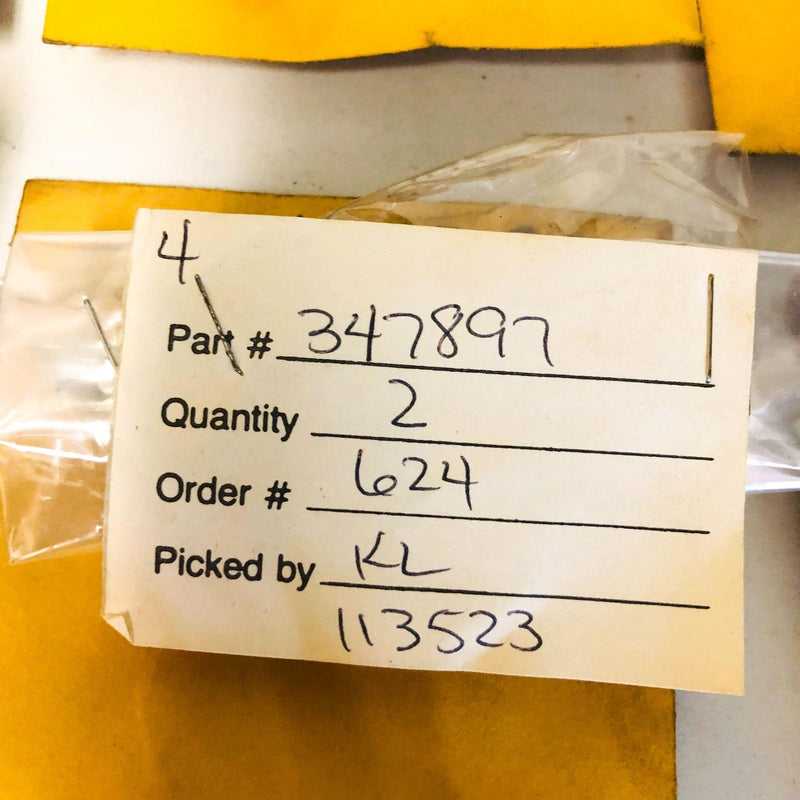 4
Part # 347897
Quantity 2
Order # 624
Picked by KL
113523